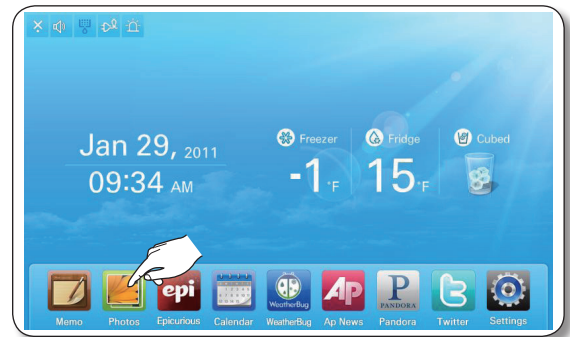 Jan 29, 2011
09:34 AM
Freezer
-1 °F
Fridge
15 °F
Cubed
epi
WeatherBug
AP
P
PANDORA
t
Memo Photos Epicurious Calendar WeatherBug Ap News Pandora Twitter Settings